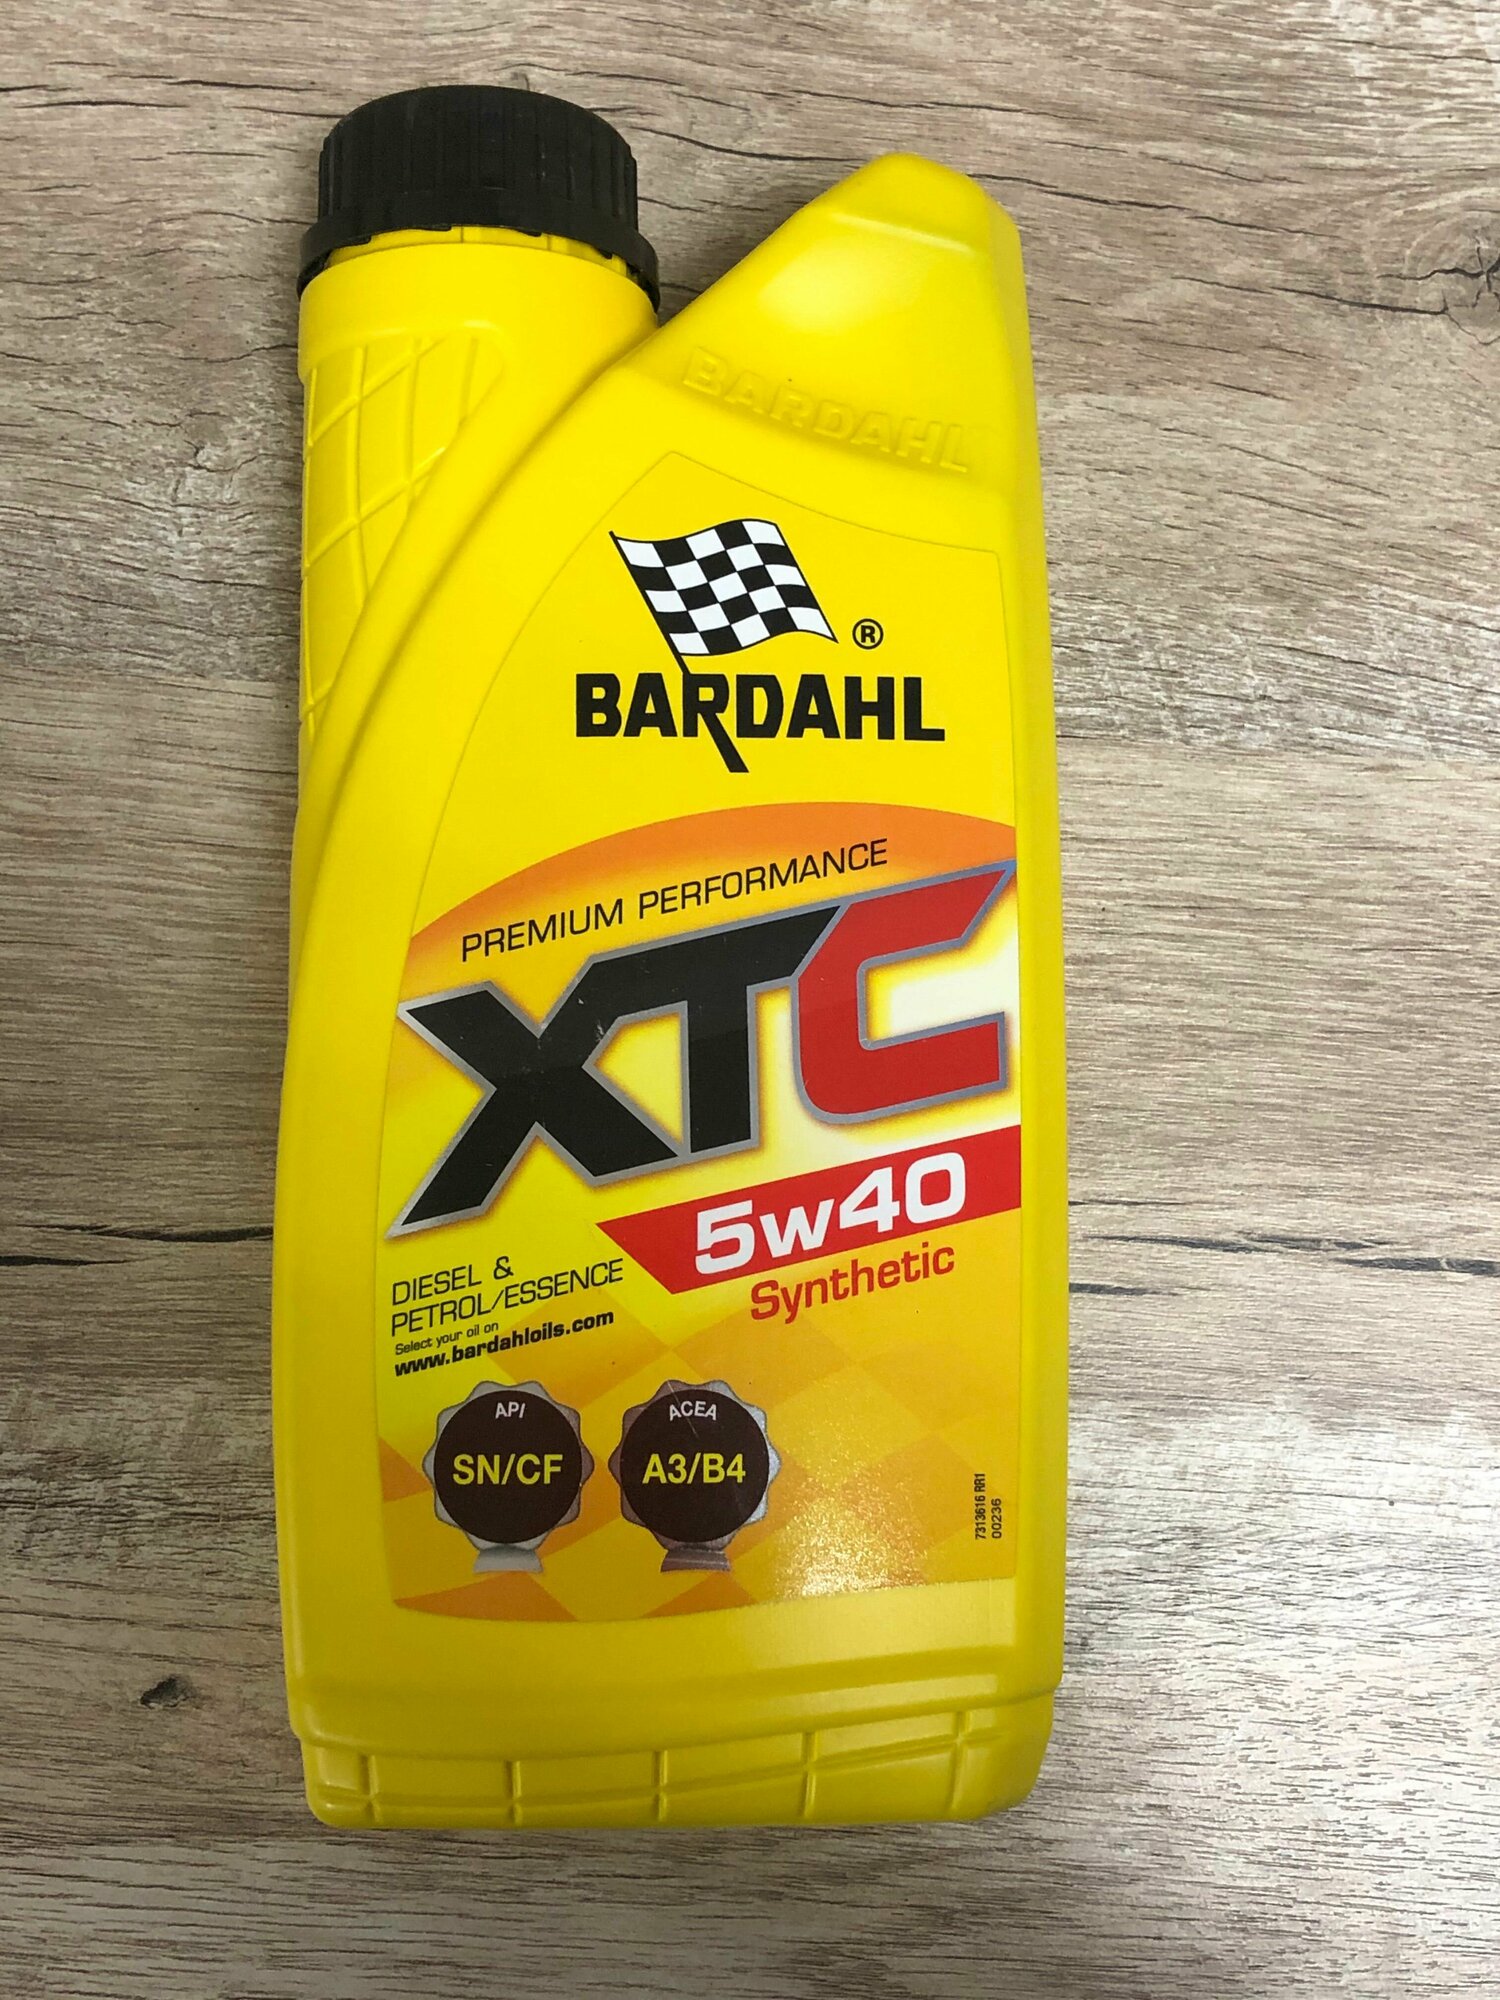 BARDAHL
®
BARDAHL
PREMIUM PERFORMANCE
XTC
5w40
Synthetic
DIESEL &
PETROL/ESSENCE
Select your oil on
www.bardahloils.com
API
SN/CF
ACEA
A3/B4
7313616 RR1
00236